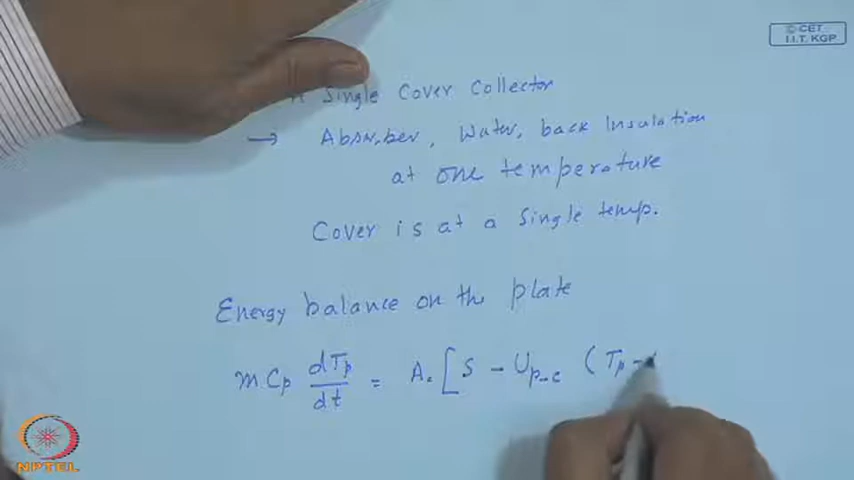 © CET
I.I.T. KGP
A Single Cover Collector
→ Absorber, Water, back insulation
at one temperature
Cover is at a single temp.
Energy balance on the plate
mCp dTp/dt = Ac [ S - Up-c (Tp -
NPTEL